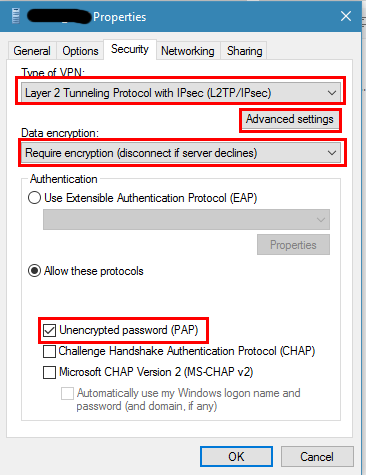 Properties
General Options Security Networking Sharing
Type of VPN:
Layer 2 Tunneling Protocol with IPsec (L2TP/IPsec)
Advanced settings
Data encryption:
Require encryption (disconnect if server declines)
Authentication
Use Extensible Authentication Protocol (EAP)
Properties
Allow these protocols
Unencrypted password (PAP)
Challenge Handshake Authentication Protocol (CHAP)
Microsoft CHAP Version 2 (MS-CHAP v2)
Automatically use my Windows logon name and
password (and domain, if any)
OK Cancel